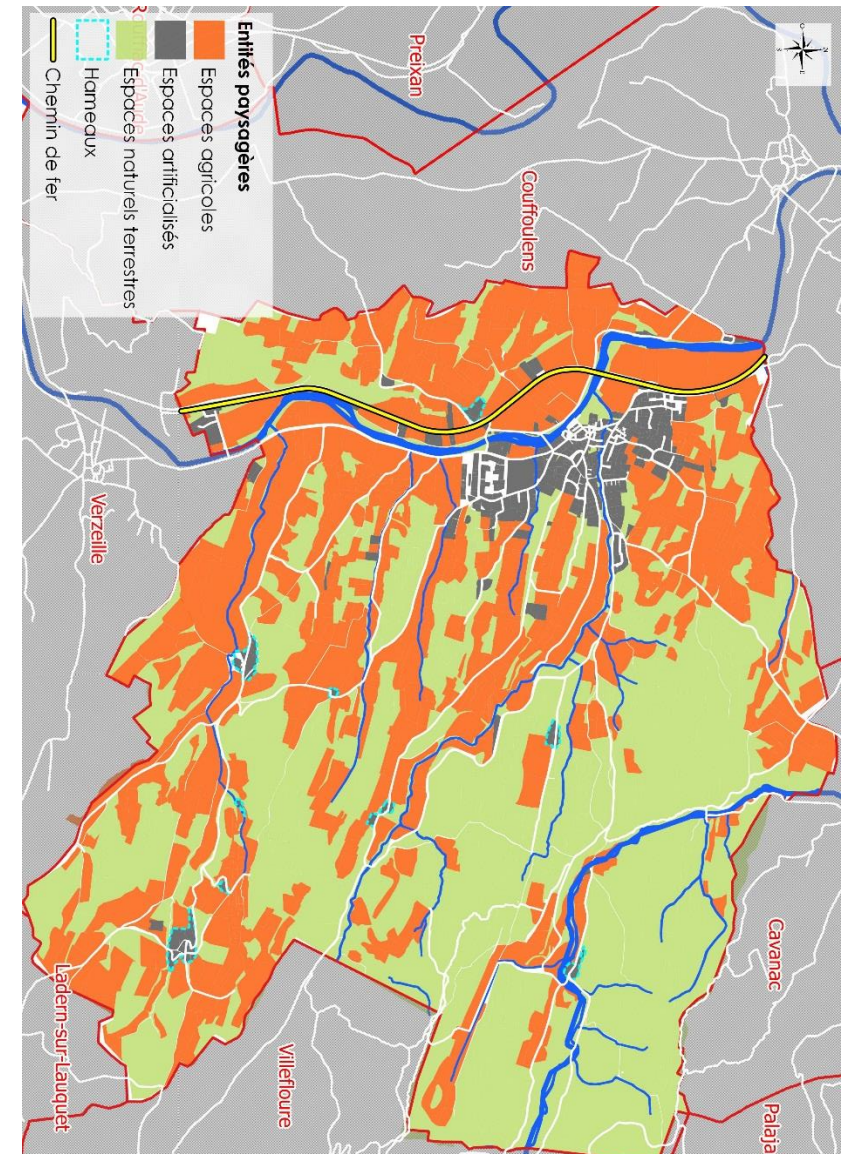 Cavanac
Palaja
Couffoulens
Preixan
Villefloure
Entités paysagères
Espaces agricoles
Espaces artificialisés
Espaces naturels terrestres
Hameaux
Chemin de fer
d'Aude
Verzeille
Ladern-sur-Lauquet